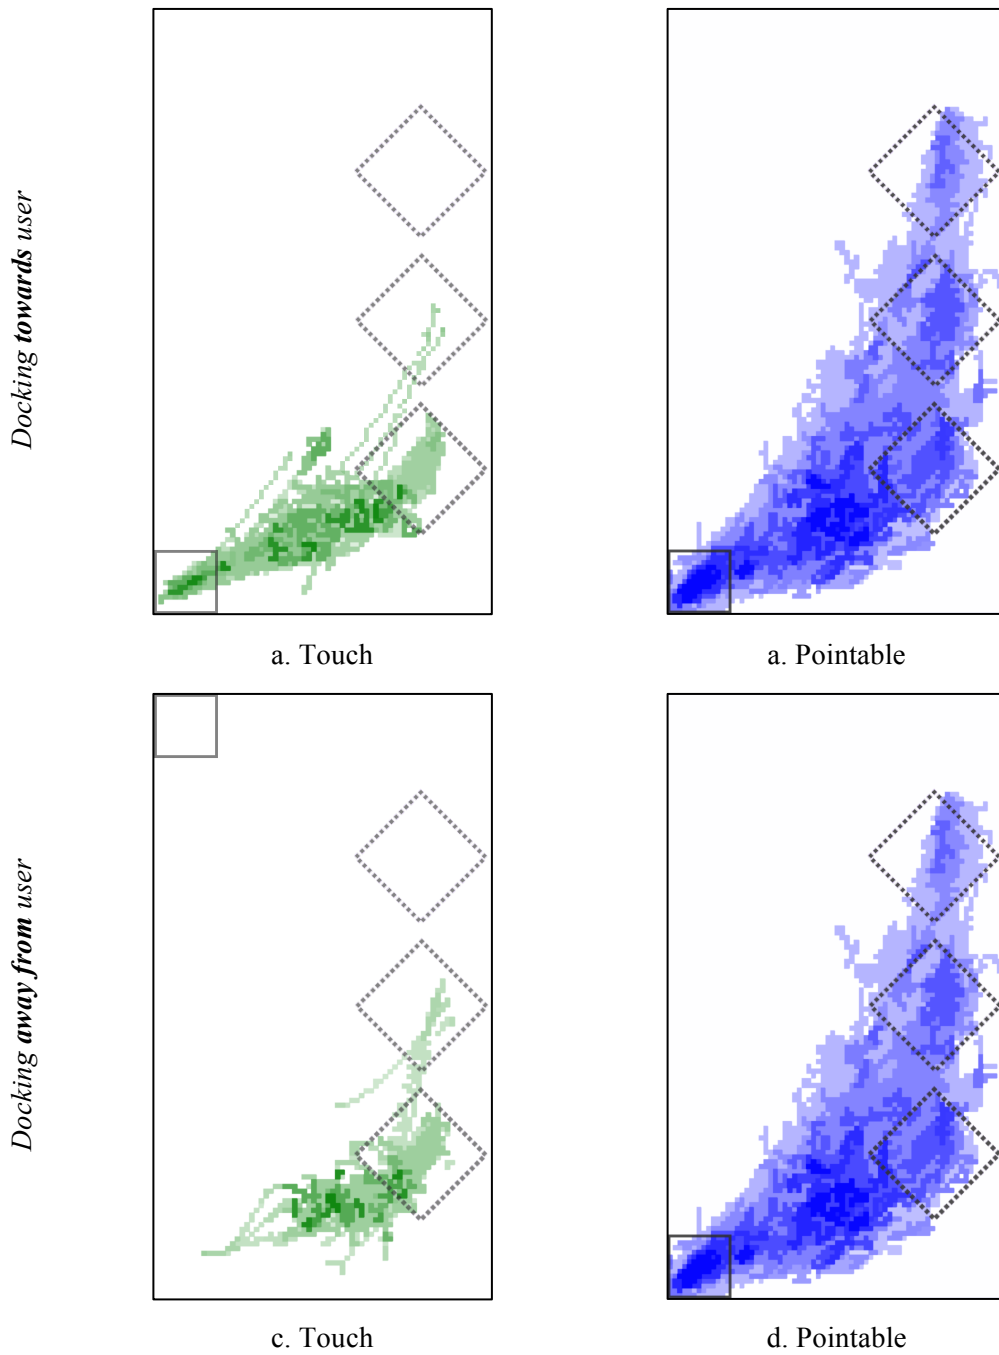 Docking towards user
a. Touch
a. Pointable
Docking away from user
c. Touch
d. Pointable